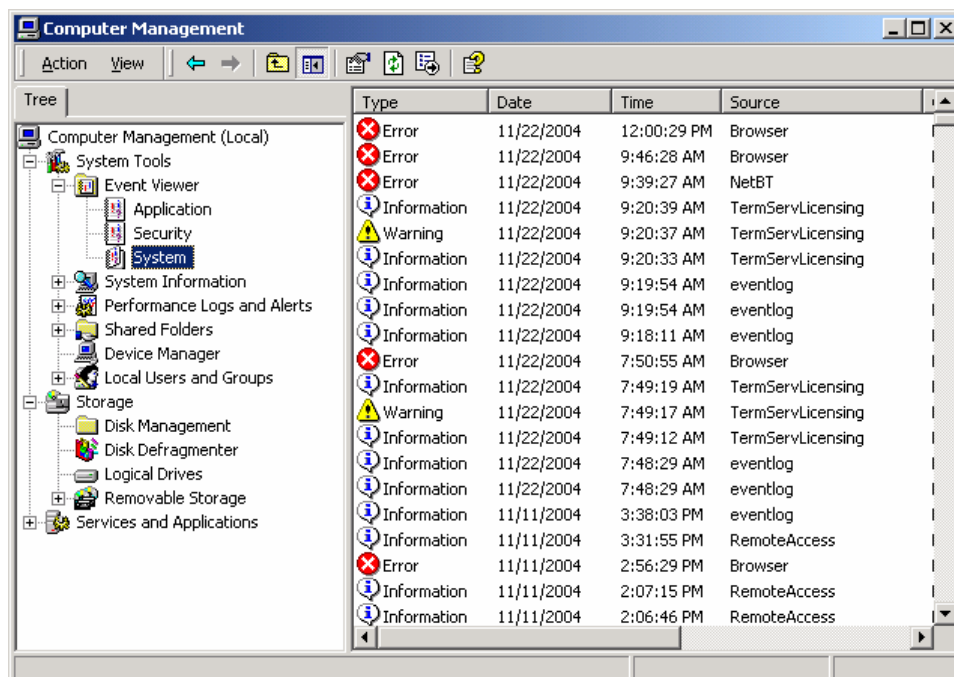 Computer Management
Action View
Tree
Computer Management (Local)
System Tools
Event Viewer
Application
Security
System
System Information
Performance Logs and Alerts
Shared Folders
Device Manager
Local Users and Groups
Storage
Disk Management
Disk Defragmenter
Logical Drives
Removable Storage
Services and Applications
Type Date Time Source
Error 11/22/2004 12:00:29 PM Browser
Error 11/22/2004 9:46:28 AM Browser
Error 11/22/2004 9:39:27 AM NetBT
Information 11/22/2004 9:20:39 AM TermServLicensing
Warning 11/22/2004 9:20:37 AM TermServLicensing
Information 11/22/2004 9:20:33 AM TermServLicensing
Information 11/22/2004 9:19:54 AM eventlog
Information 11/22/2004 9:19:54 AM eventlog
Information 11/22/2004 9:18:11 AM eventlog
Error 11/22/2004 7:50:55 AM Browser
Information 11/22/2004 7:49:19 AM TermServLicensing
Warning 11/22/2004 7:49:17 AM TermServLicensing
Information 11/22/2004 7:49:12 AM TermServLicensing
Information 11/22/2004 7:48:29 AM eventlog
Information 11/22/2004 7:48:29 AM eventlog
Information 11/11/2004 3:38:03 PM eventlog
Information 11/11/2004 3:31:55 PM RemoteAccess
Error 11/11/2004 2:56:29 PM Browser
Information 11/11/2004 2:07:15 PM RemoteAccess
Information 11/11/2004 2:06:46 PM RemoteAccess